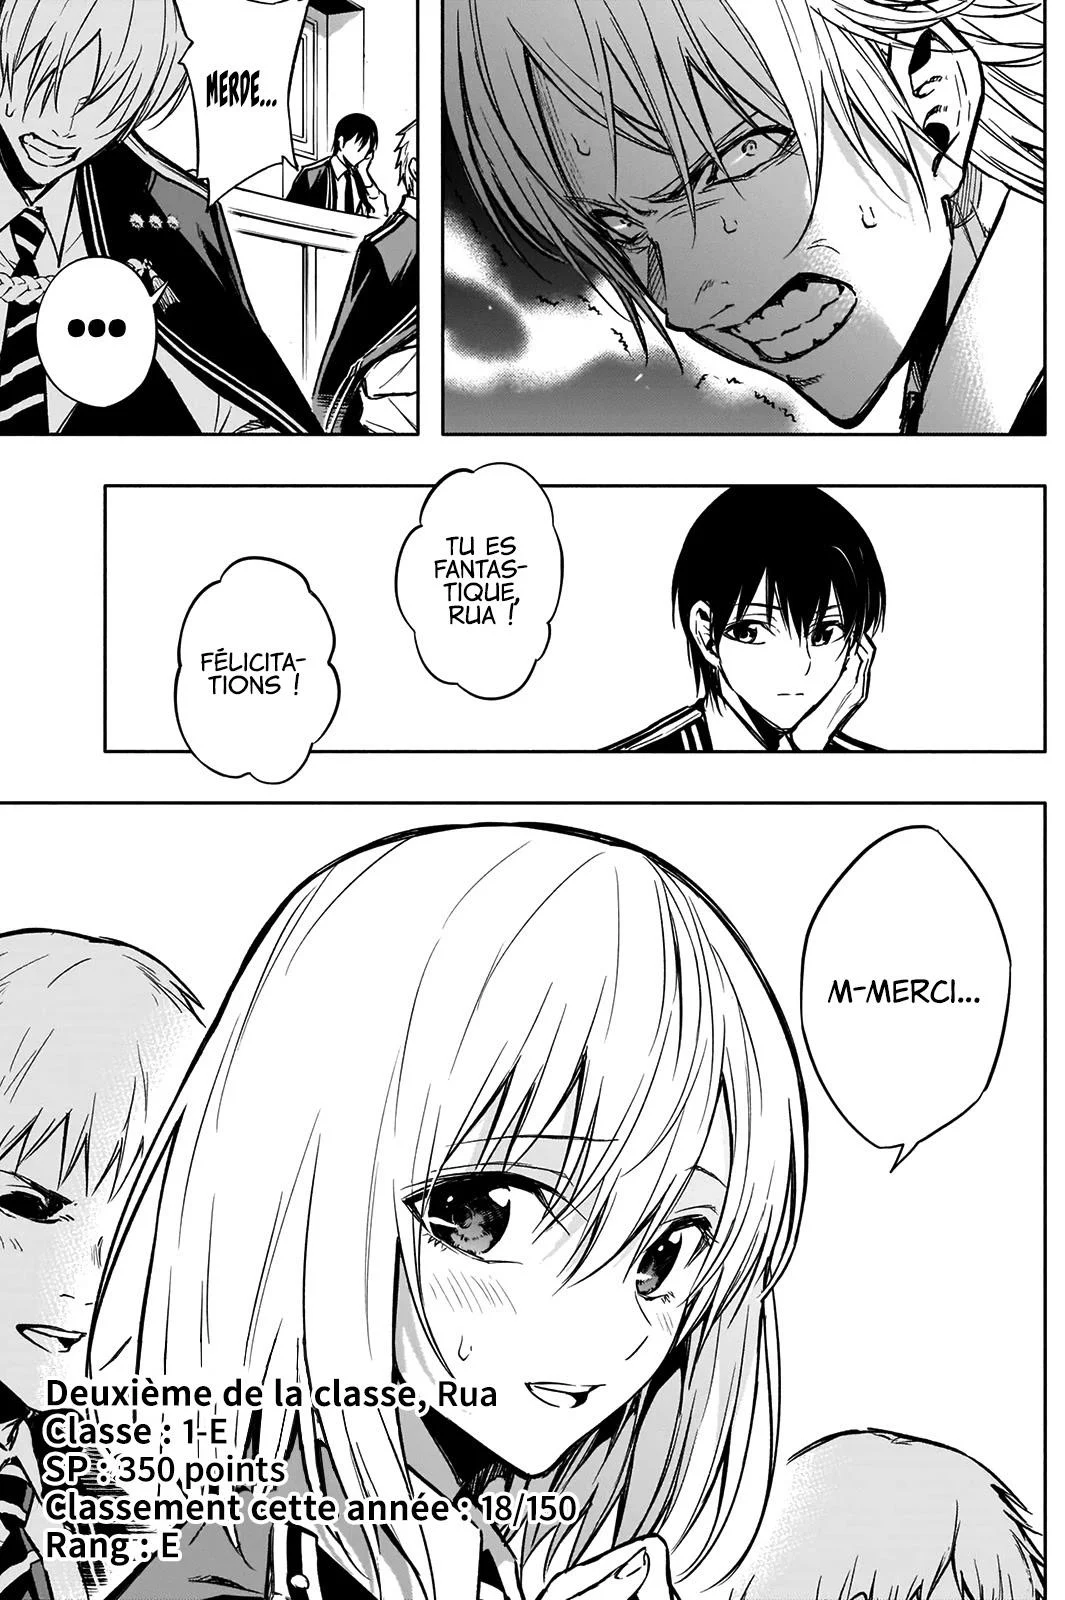 MERDE...
...
TU ES
FANTAS-
TIQUE,
RUA !
FÉLICITA-
TIONS !
M-MERCI...
Deuxième de la classe, Rua
Classe : 1-E
SP : 350 points
Classement cette année : 18/150
Rang : E